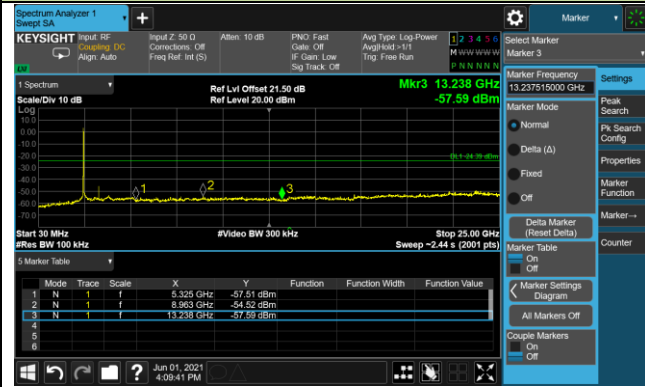 Spectrum Analyzer 1
Swept SA
+
Marker
KEYSIGHT
Input: RF
Coupling: DC
Align: Auto
Input Z: 50 Ω
Corrections: Off
Freq Ref: Int (S)
Atten: 10 dB
PNO: Fast
Gate: Off
IF Gain: Low
Sig Track: Off
Avg Type: Log-Power
Avg|Hold:>1/1
Trig: Free Run
1 2 3 4 5 6
M W W W W W
P N N N N N
Select Marker
Marker 3
1 Spectrum
Scale/Div 10 dB
Ref Lvl Offset 21.50 dB
Ref Level 20.00 dBm
Mkr3 13.238 GHz
-57.59 dBm
Log
10.0
0.00
-10.0
-20.0
-30.0
-40.0
-50.0
-60.0
-70.0
DL1 -24.39 dBm
1
2
3
Start 30 MHz
#Res BW 100 kHz
#Video BW 300 kHz
Stop 25.00 GHz
Sweep ~2.44 s (2001 pts)
5 Marker Table
Mode Trace Scale X Y Function Function Width Function Value
1 N 1 f 5.325 GHz -57.51 dBm
2 N 1 f 8.963 GHz -54.52 dBm
3 N 1 f 13.238 GHz -57.59 dBm
4
5
6
Marker Frequency
13.237515000 GHz
Marker Mode
Normal
Delta (Δ)
Fixed
Off
Delta Marker
(Reset Delta)
Marker Table
On
Off
Marker Settings
Diagram
All Markers Off
Couple Markers
On
Off
Settings
Peak
Search
Pk Search
Config
Properties
Marker
Function
Marker→
Counter
?
Jun 01, 2021
4:09:41 PM